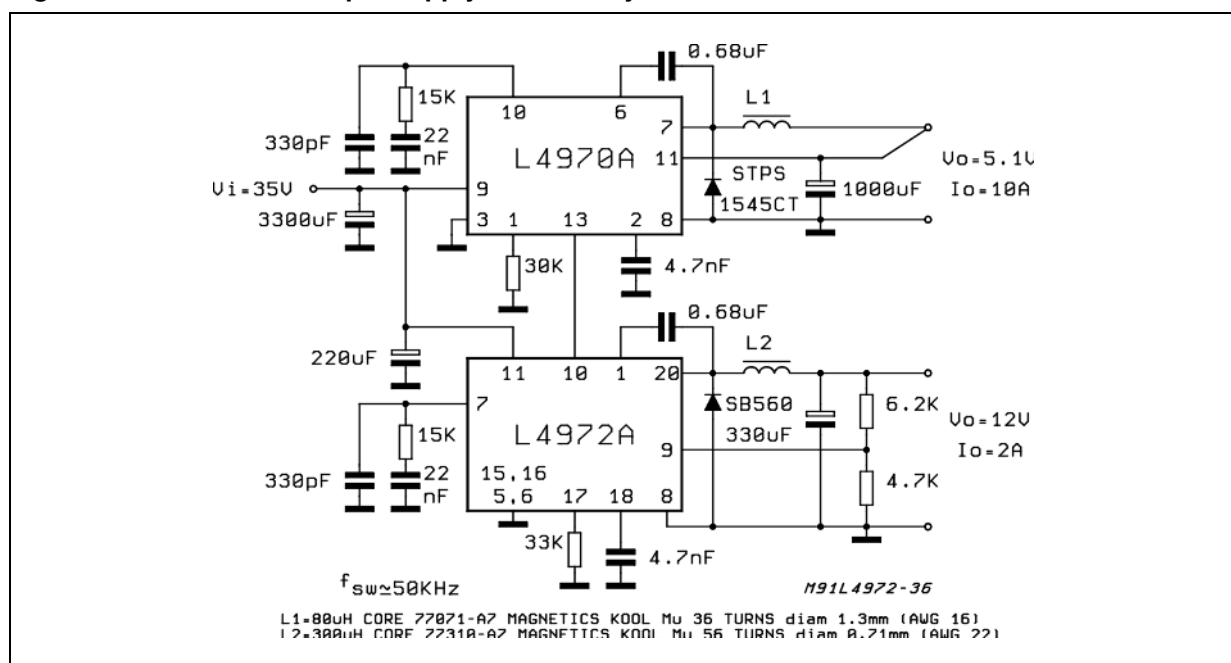 0.68uF
15K
10
6
L1
7
330pF
22
nF
L4970A
11
Vo=5.1V
STPS
1545CT
1000uF
Io=10A
Vi=35V
9
3300uF
3
1
13
2
8
30K
4.7nF
0.68uF
L2
220uF
11
10
1
20
7
SB560
6.2K
15K
L4972A
330uF
Vo=12V
9
Io=2A
330pF
22
nF
15,16
5,6
17
18
8
4.7K
33K
4.7nF
fsw≃50KHz
M91L4972-36
L1=80uH CORE 77071-A7 MAGNETICS KOOL Mu 36 TURNS diam 1.3mm (AWG 16)
L2=300uH CORE 77310-A7 MAGNETICS KOOL Mu 56 TURNS diam 0.71mm (AWG 22)